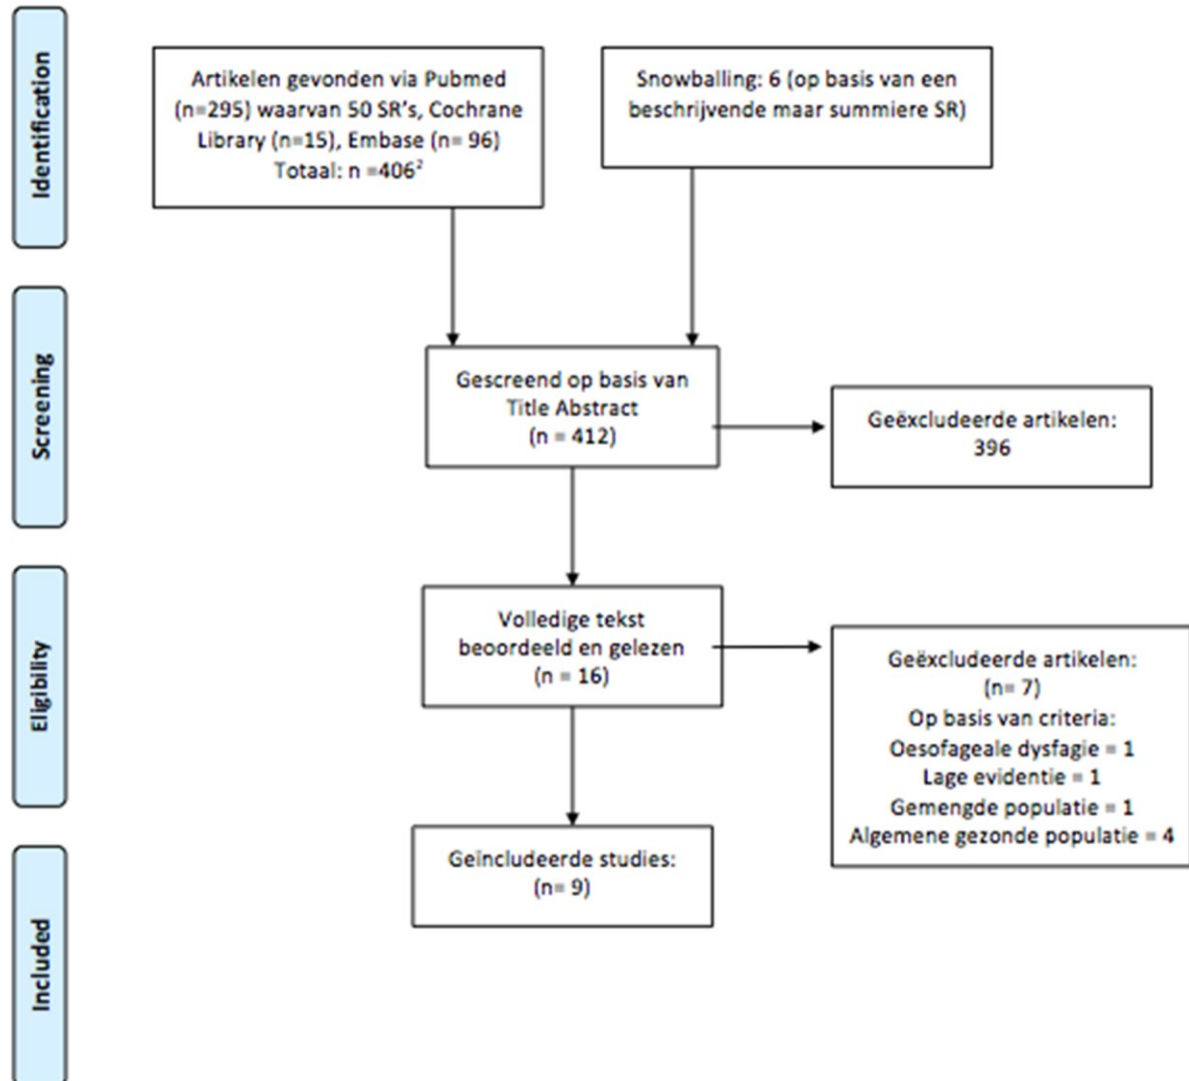 Identification
Artikelen gevonden via Pubmed
(n=295) waarvan 50 SR's, Cochrane
Library (n=15), Embase (n= 96)
Totaal: n =406²
Snowballing: 6 (op basis van een
beschrijvende maar summiere SR)
Screening
Gescreend op basis van
Title Abstract
(n = 412)
Geëxcludeerde artikelen:
396
Eligibility
Volledige tekst
beoordeeld en gelezen
(n = 16)
Geëxcludeerde artikelen:
(n= 7)
Op basis van criteria:
Oesofageale dysfagie = 1
Lage evidentie = 1
Gemengde populatie = 1
Algemene gezonde populatie = 4
Included
Geïncludeerde studies:
(n= 9)